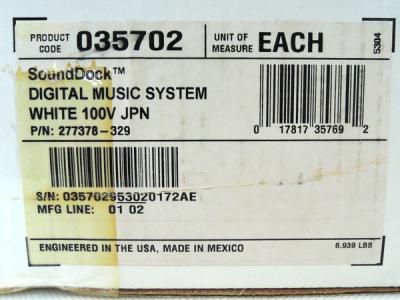 PRODUCT CODE 035702
UNIT OF MEASURE EACH
5304
SoundDock™
DIGITAL MUSIC SYSTEM
WHITE 100V JPN
P/N: 277378-329
0 17817 35769 2
S/N: 035702953020172AE
MFG LINE: 01 02
ENGINEERED IN THE USA, MADE IN MEXICO
6.939 LBS